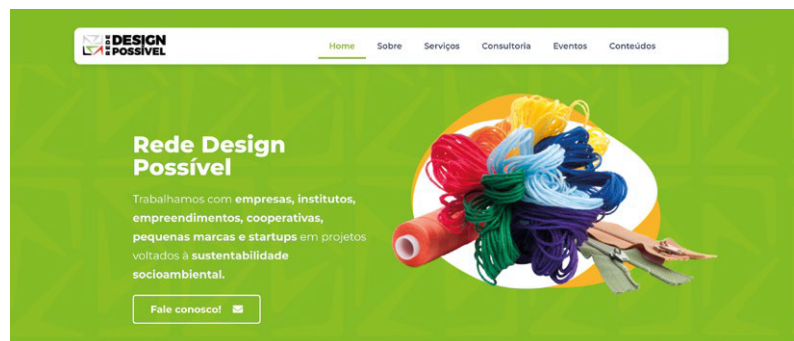 REDE DESIGN
POSSÍVEL
Home Sobre Serviços Consultoria Eventos Conteúdos
Rede Design
Possível
Trabalhamos com empresas, institutos,
empreendimentos, cooperativas,
pequenas marcas e startups em projetos
voltados à sustentabilidade
socioambiental.
Fale conosco!